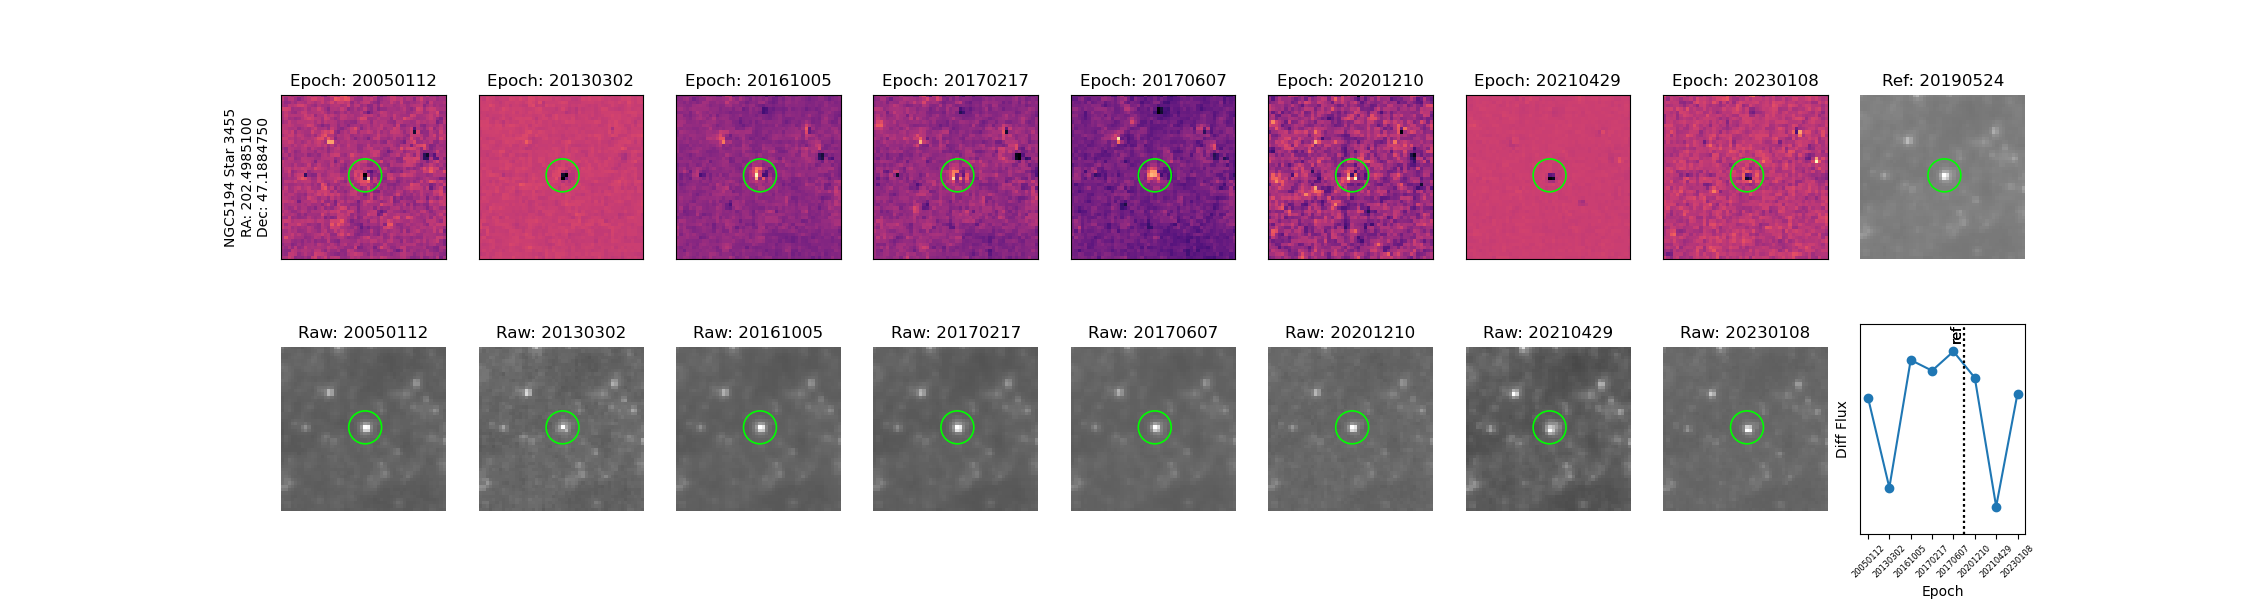 NGC5194 Star 3455
RA: 202.4985100
Dec: 47.1884750
Epoch: 20050112
Epoch: 20130302
Epoch: 20161005
Epoch: 20170217
Epoch: 20170607
Epoch: 20201210
Epoch: 20210429
Epoch: 20230108
Ref: 20190524
Raw: 20050112
Raw: 20130302
Raw: 20161005
Raw: 20170217
Raw: 20170607
Raw: 20201210
Raw: 20210429
Raw: 20230108
ref
Diff Flux
20050112
20130302
20161005
20170217
20170607
20201210
20210429
20230108
Epoch